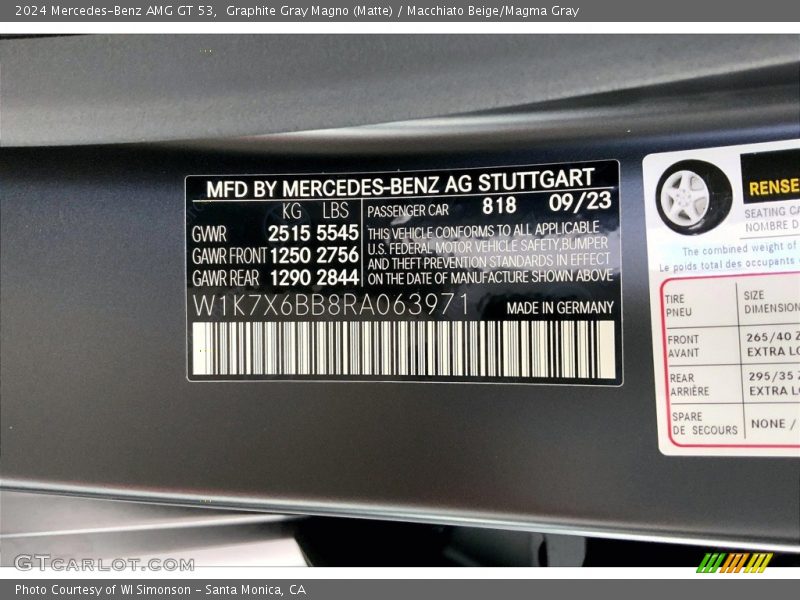 2024 Mercedes-Benz AMG GT 53, Graphite Gray Magno (Matte) / Macchiato Beige/Magma Gray
MFD BY MERCEDES-BENZ AG STUTTGART
KG LBS
GVWR 2515 5545
GAWR FRONT 1250 2756
GAWR REAR 1290 2844
PASSENGER CAR 818 09/23
THIS VEHICLE CONFORMS TO ALL APPLICABLE
U.S. FEDERAL MOTOR VEHICLE SAFETY,BUMPER
AND THEFT PREVENTION STANDARDS IN EFFECT
ON THE DATE OF MANUFACTURE SHOWN ABOVE
W1K7X6BB8RA063971 MADE IN GERMANY
RENSE
SEATING CA
NOMBRE D
The combined weight of
Le poids total des occupants
TIRE SIZE
PNEU DIMENSION
FRONT 265/40 Z
AVANT EXTRA LO
REAR 295/35 Z
ARRIÈRE EXTRA LO
SPARE NONE /
DE SECOURS
GTcarlot.com
Photo Courtesy of WI Simonson - Santa Monica, CA